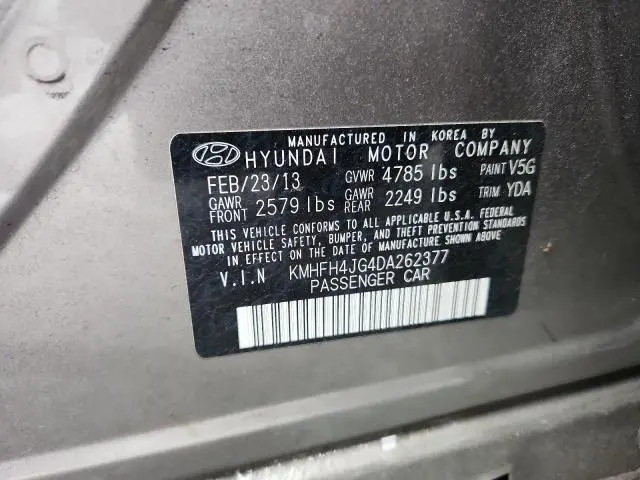 MANUFACTURED IN KOREA BY
HYUNDAI MOTOR COMPANY
FEB/23/13 GVWR 4785 lbs PAINT V5G
GAWR FRONT 2579 lbs GAWR REAR 2249 lbs TRIM YDA
THIS VEHICLE CONFORMS TO ALL APPLICABLE U.S.A. FEDERAL
MOTOR VEHICLE SAFETY, BUMPER, AND THEFT PREVENTION STANDARDS
IN EFFECT ON THE DATE OF MANUFACTURE SHOWN ABOVE.
V.I.N KMHFH4JG4DA262377
PASSENGER CAR